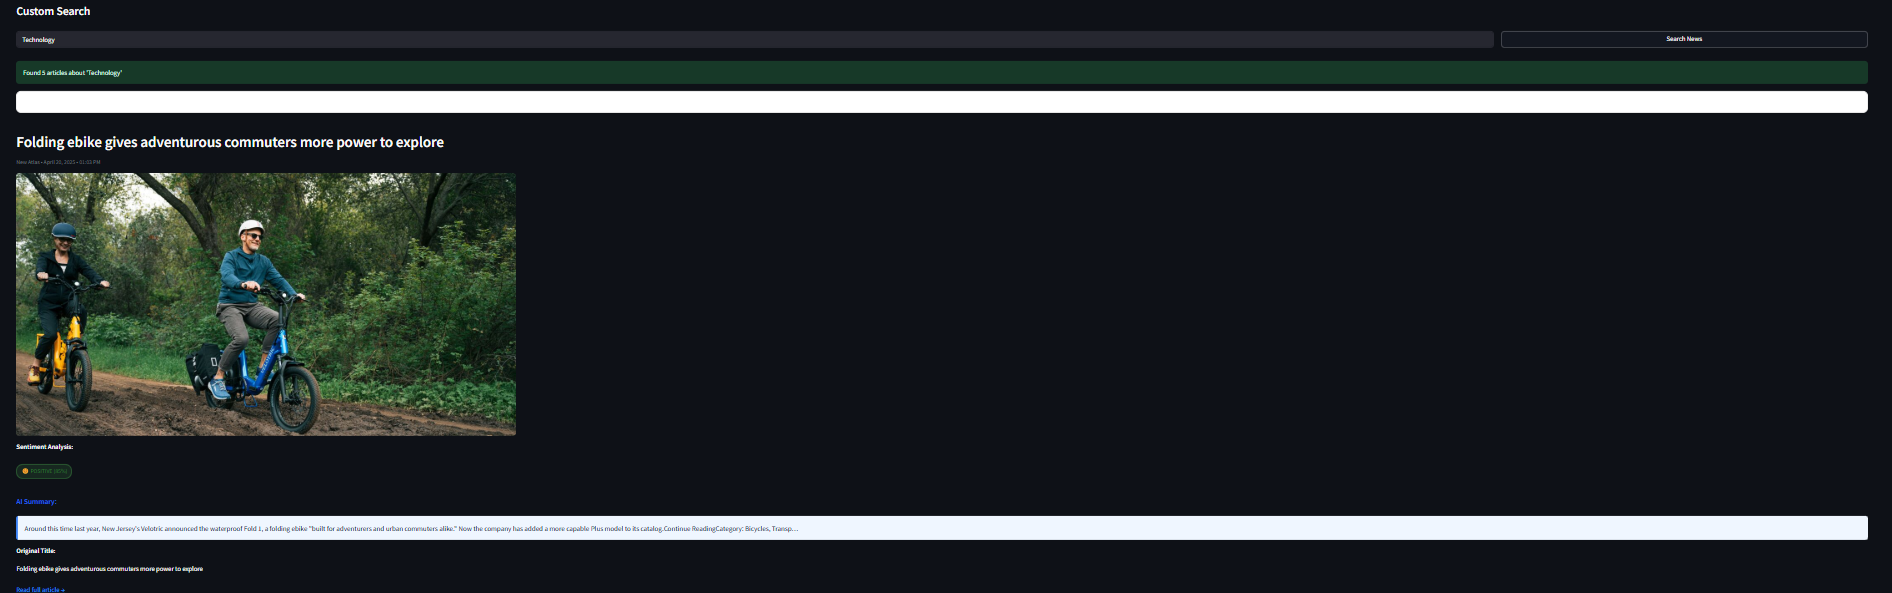 Custom Search
Technology
Search News
Found 5 articles about 'Technology'
Folding ebike gives adventurous commuters more power to explore
New Atlas • April 20, 2025 • 01:03 PM
Sentiment Analysis:
POSITIVE
AI Summary:
Around this time last year, New Jersey's Velotric announced the waterproof Fold 1, a folding ebike "built for adventurers and urban commuters alike." Now the company has added a more capable Plus model to its catalog.Continue ReadingCategory: Bicycles, Transp...
Original Title:
Folding ebike gives adventurous commuters more power to explore
Read full article →